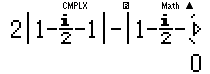 CMPLX R Math ▲
2|1-i/2-1|-|1-i/2-
0